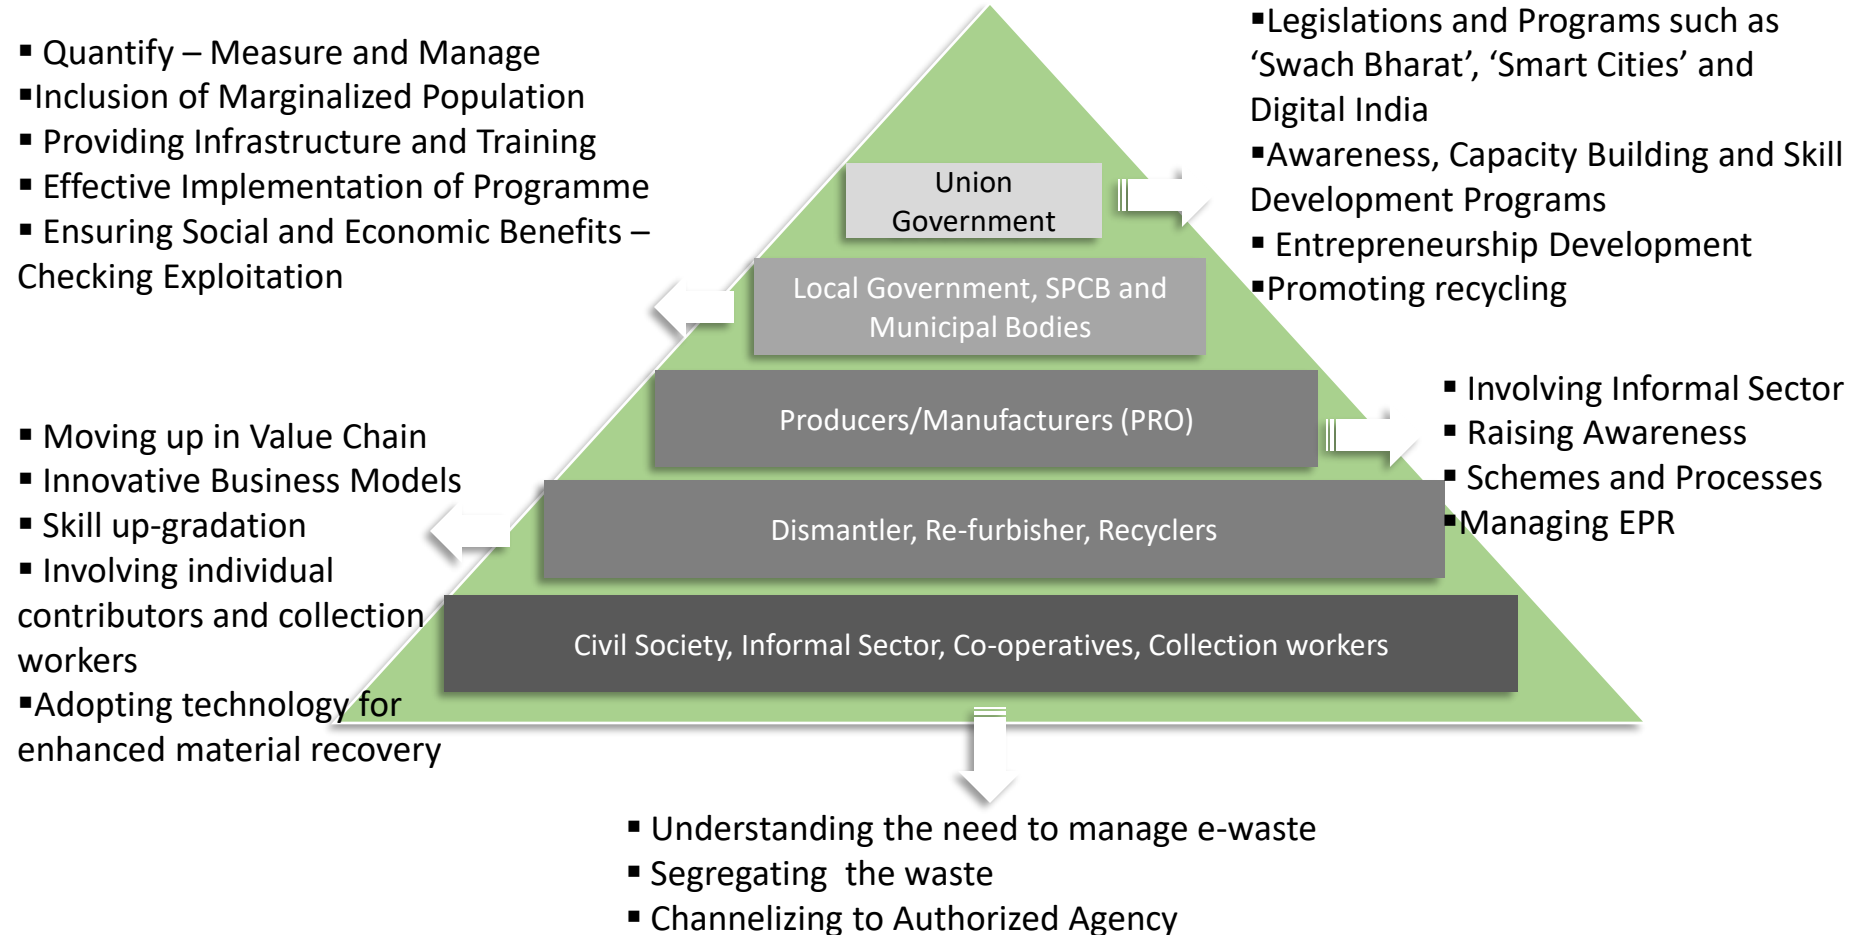 ▪ Quantify – Measure and Manage
▪Inclusion of Marginalized Population
▪ Providing Infrastructure and Training
▪ Effective Implementation of Programme
▪ Ensuring Social and Economic Benefits –
Checking Exploitation
▪Legislations and Programs such as
‘Swach Bharat’, ‘Smart Cities’ and
Digital India
▪Awareness, Capacity Building and Skill
Development Programs
▪ Entrepreneurship Development
▪Promoting recycling
Union
Government
Local Government, SPCB and
Municipal Bodies
Producers/Manufacturers (PRO)
▪ Involving Informal Sector
▪ Raising Awareness
▪ Schemes and Processes
▪Managing EPR
▪ Moving up in Value Chain
▪ Innovative Business Models
▪ Skill up-gradation
▪ Involving individual
contributors and collection
workers
▪Adopting technology for
enhanced material recovery
Dismantler, Re-furbisher, Recyclers
Civil Society, Informal Sector, Co-operatives, Collection workers
▪ Understanding the need to manage e-waste
▪ Segregating  the waste
▪ Channelizing to Authorized Agency